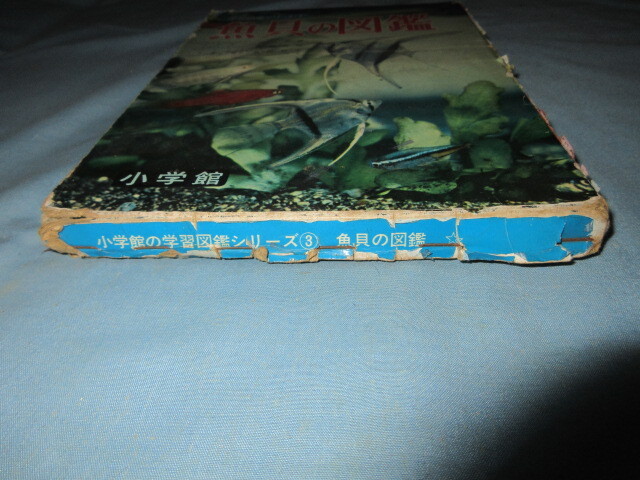 魚貝の図鑑
小学館
小学館の学習図鑑シリーズ③ 魚貝の図鑑